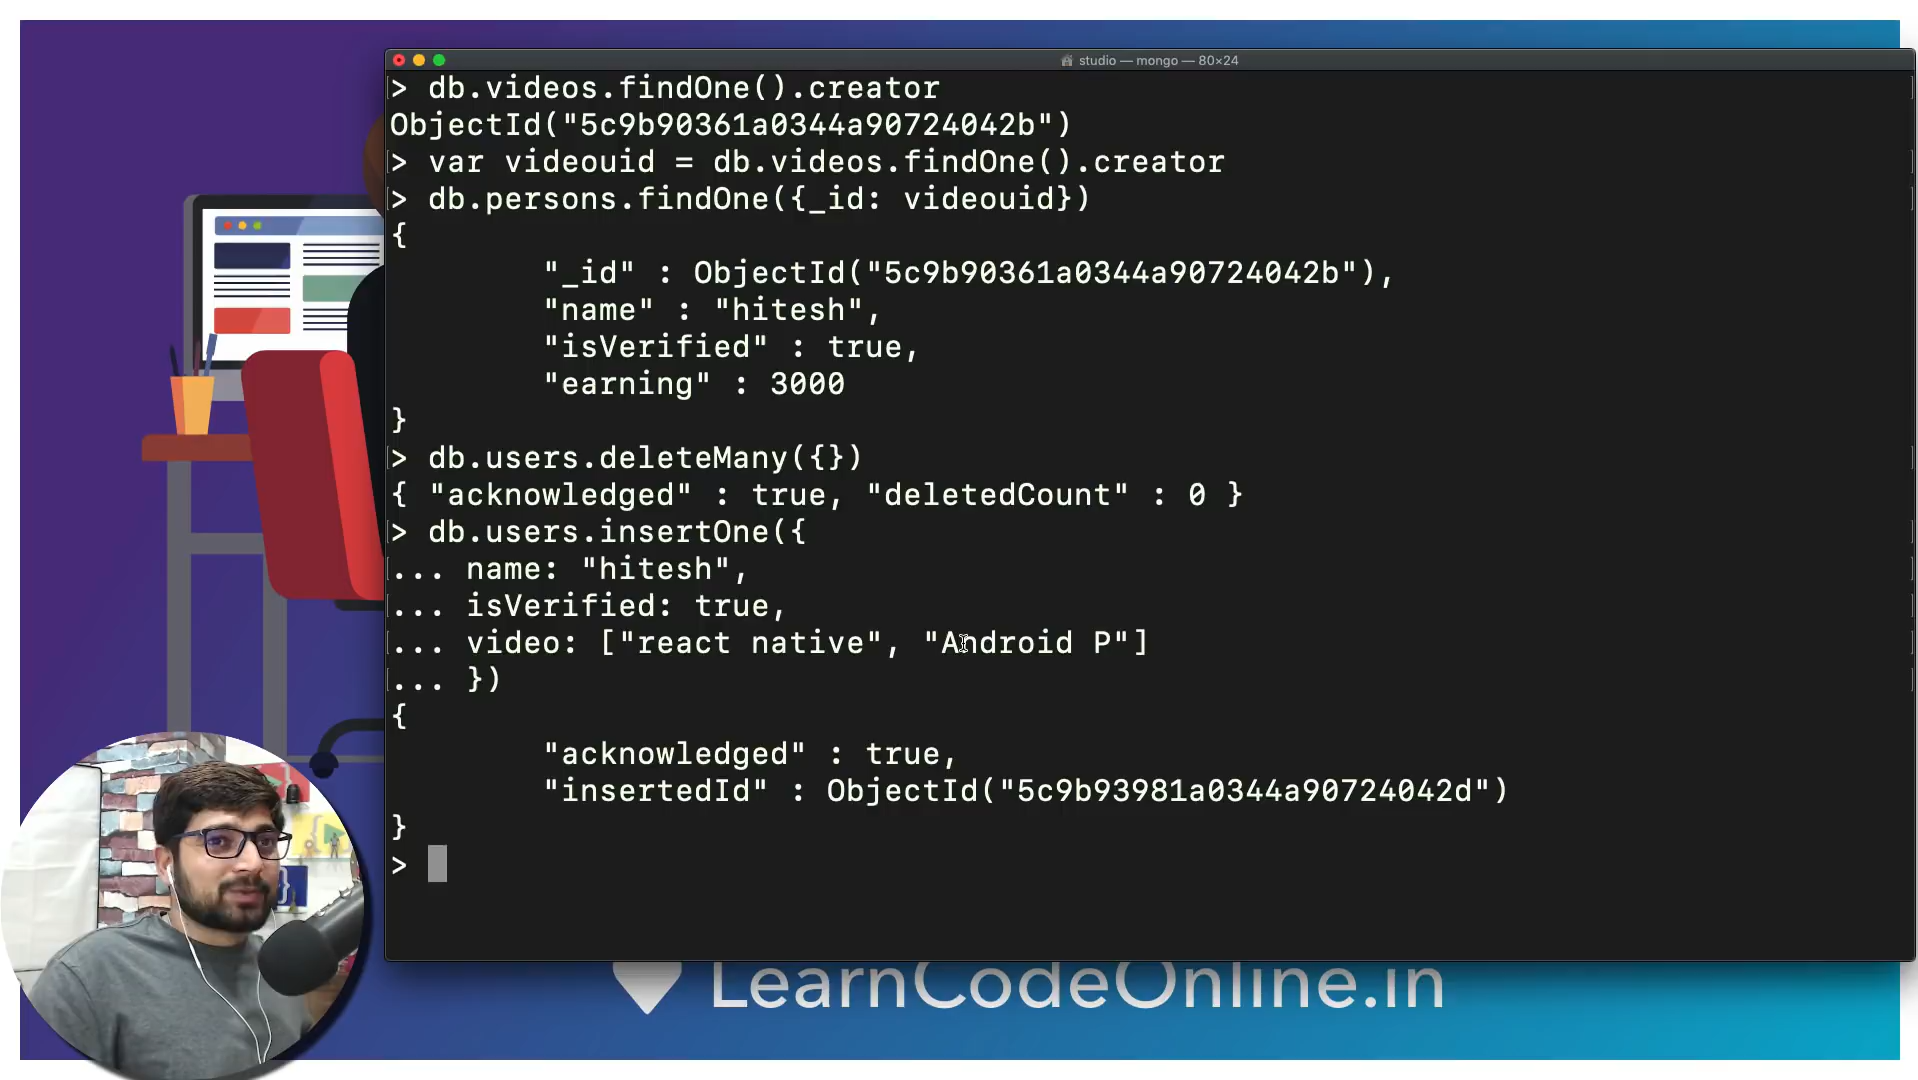 studio — mongo — 80×24
> db.videos.findOne().creator
ObjectId("5c9b90361a0344a90724042b")
> var videouid = db.videos.findOne().creator
> db.persons.findOne({_id: videouid})
{
"_id" : ObjectId("5c9b90361a0344a90724042b"),
"name" : "hitesh",
"isVerified" : true,
"earning" : 3000
}
> db.users.deleteMany({})
{ "acknowledged" : true, "deletedCount" : 0 }
> db.users.insertOne({
... name: "hitesh",
... isVerified: true,
... video: ["react native", "Android P"]
... })
{
"acknowledged" : true,
"insertedId" : ObjectId("5c9b93981a0344a90724042d")
}
>
LearnCodeOnline.in